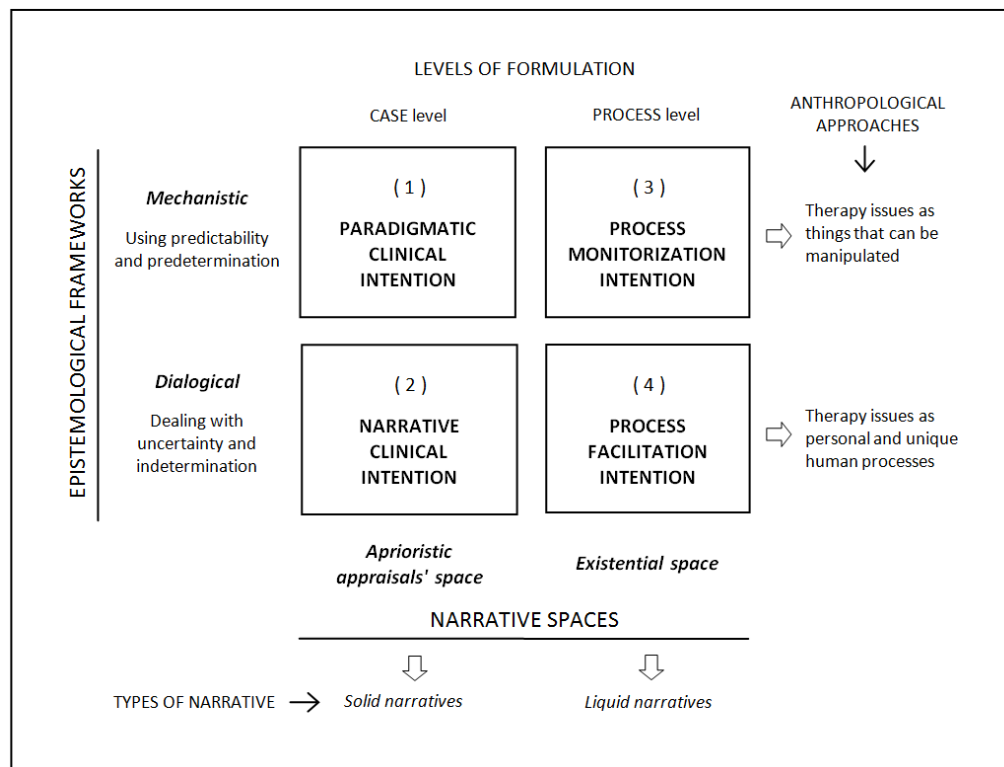 LEVELS OF FORMULATION
CASE level
PROCESS level
ANTHROPOLOGICAL
APPROACHES
EPISTEMOLOGICAL FRAMEWORKS
Mechanistic
Using predictability
and predetermination
( 1 )
PARADIGMATIC
CLINICAL
INTENTION
( 3 )
PROCESS
MONITORIZATION
INTENTION
Therapy issues as
things that can be
manipulated
Dialogical
Dealing with
uncertainty and
indetermination
( 2 )
NARRATIVE
CLINICAL
INTENTION
( 4 )
PROCESS
FACILITATION
INTENTION
Therapy issues as
personal and unique
human processes
Aprioristic
appraisals' space
Existential space
NARRATIVE SPACES
TYPES OF NARRATIVE
Solid narratives
Liquid narratives